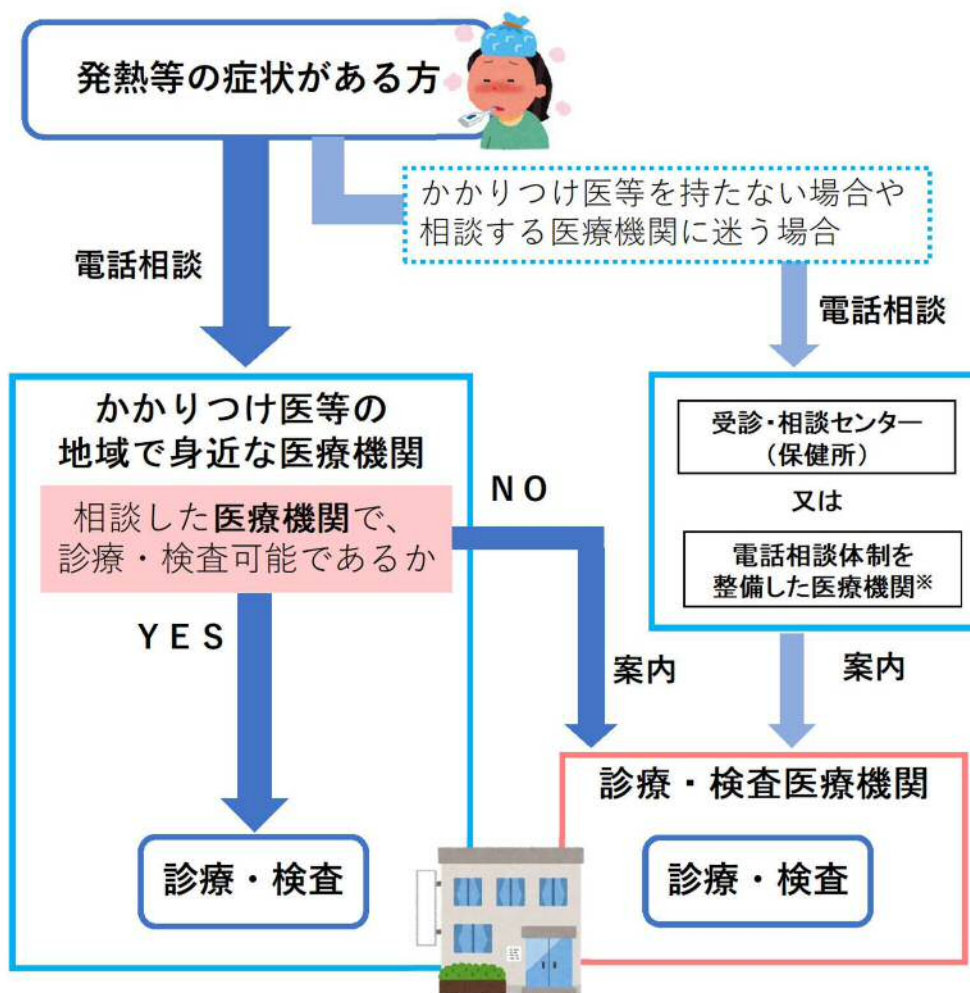 発熱等の症状がある方
かかりつけ医等を持たない場合や
相談する医療機関に迷う場合
電話相談
電話相談
かかりつけ医等の
地域で身近な医療機関
相談した医療機関で、
診療・検査可能であるか
NO
YES
受診・相談センター
（保健所）
又は
電話相談体制を
整備した医療機関※
案内
案内
診療・検査医療機関
診療・検査
診療・検査